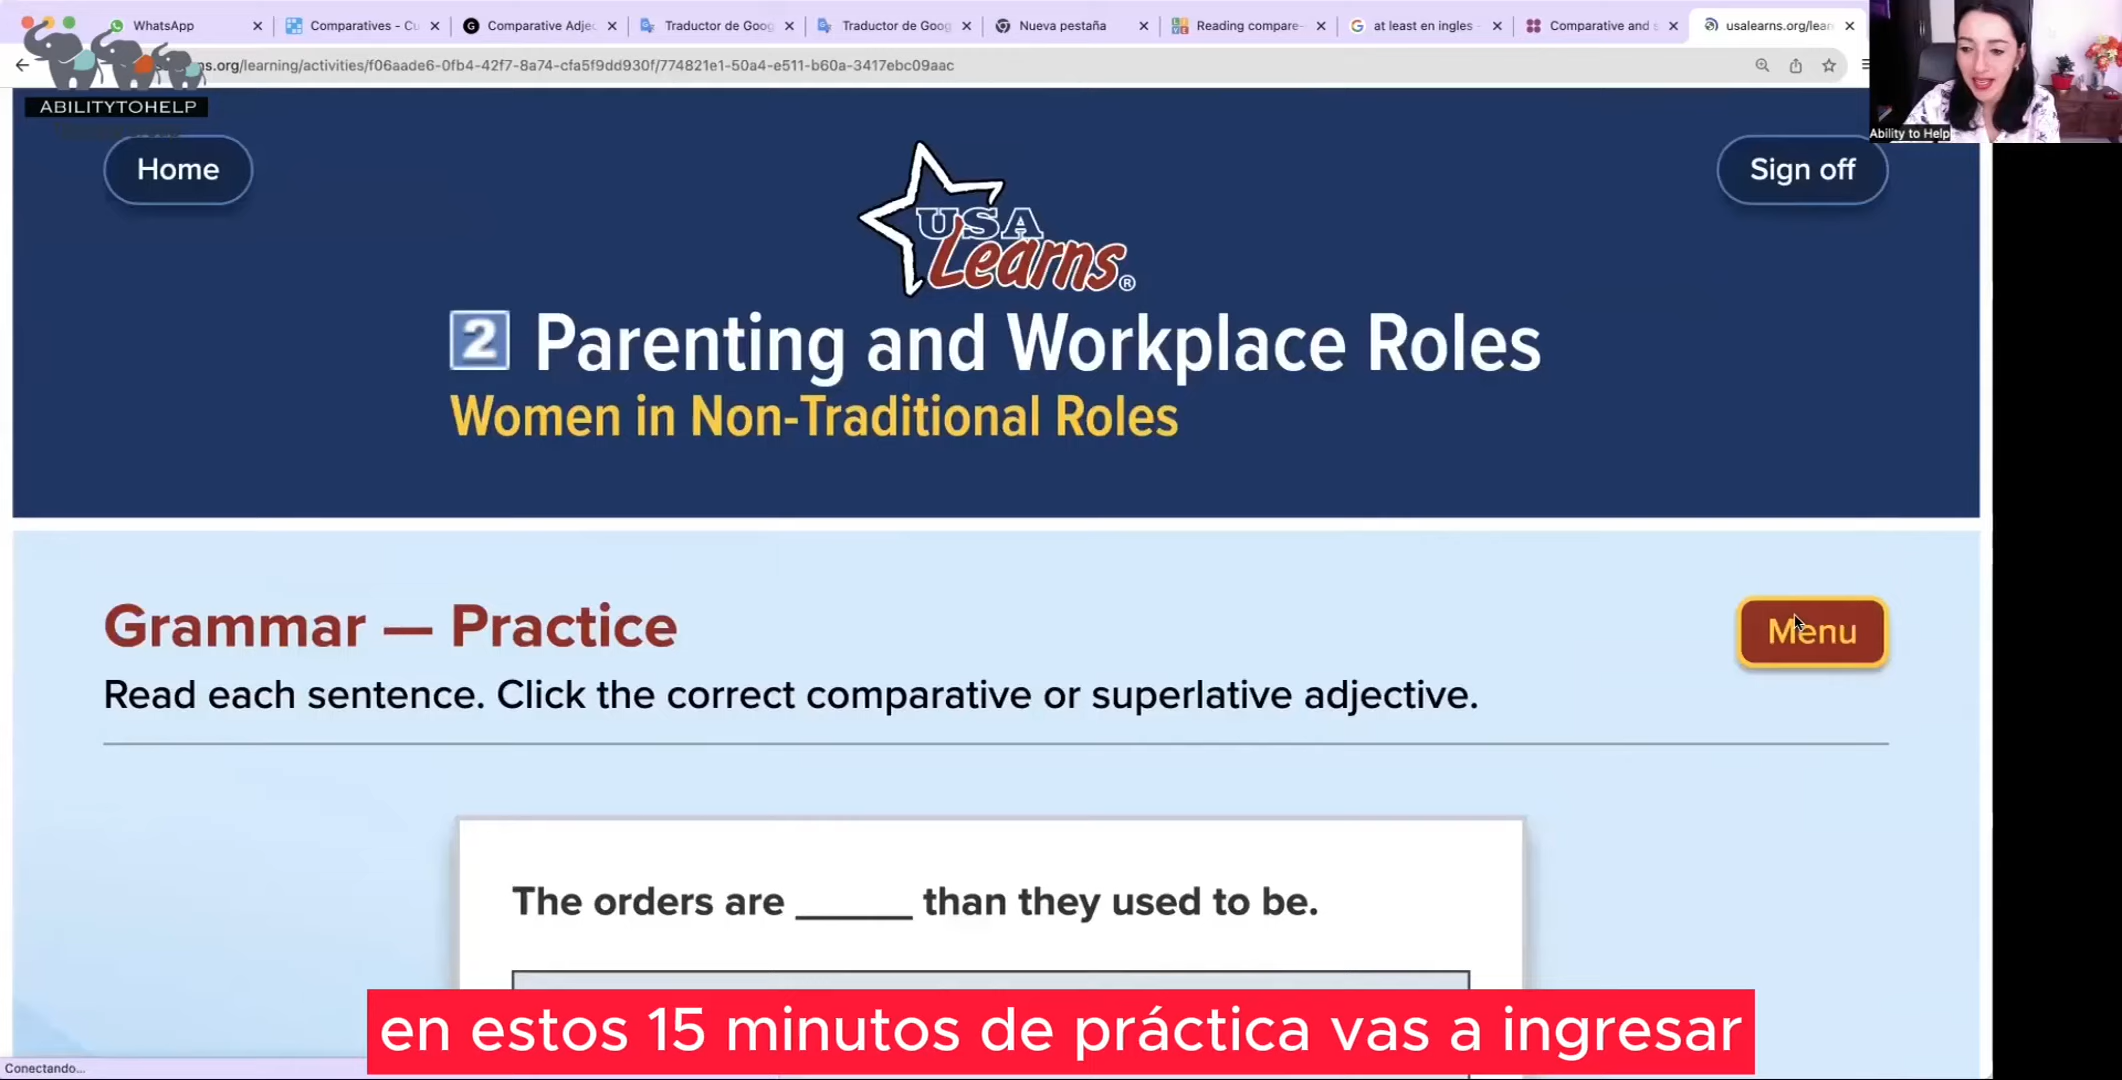 WhatsApp
Comparatives - Cu
Comparative Adje
Traductor de Goog
Traductor de Goog
Nueva pestaña
Reading compare-
at least en ingles -
Comparative and s
usalearns.org/lear
ns.org/learning/activities/f06aade6-0fb4-42f7-8a74-cfa5f9dd930f/774821e1-50a4-e511-b60a-3417ebc09aac
ABILITYTOHELP
Ability to Help
Home
USA
Learns®
Sign off
2 Parenting and Workplace Roles
Women in Non-Traditional Roles
Grammar — Practice
Menu
Read each sentence. Click the correct comparative or superlative adjective.
The orders are ______ than they used to be.
en estos 15 minutos de práctica vas a ingresar
Conectando...